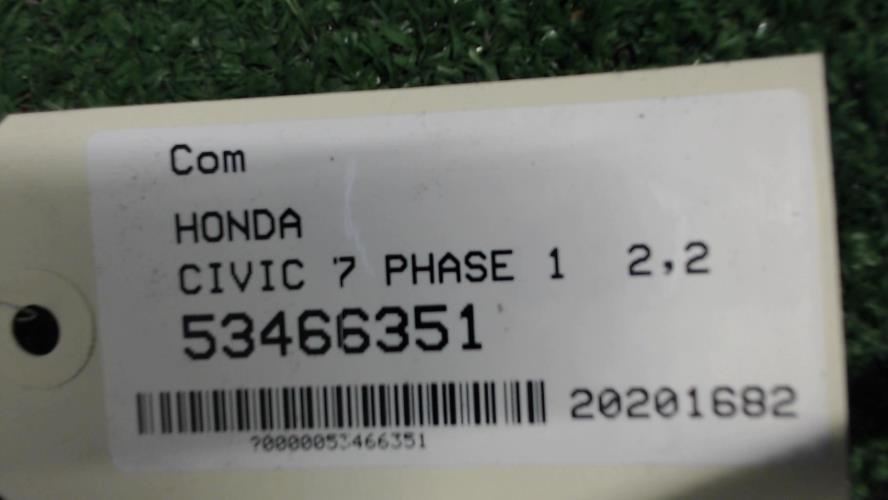 Com
HONDA
CIVIC 7 PHASE 1 2,2
53466351
20201682
?0000053466351